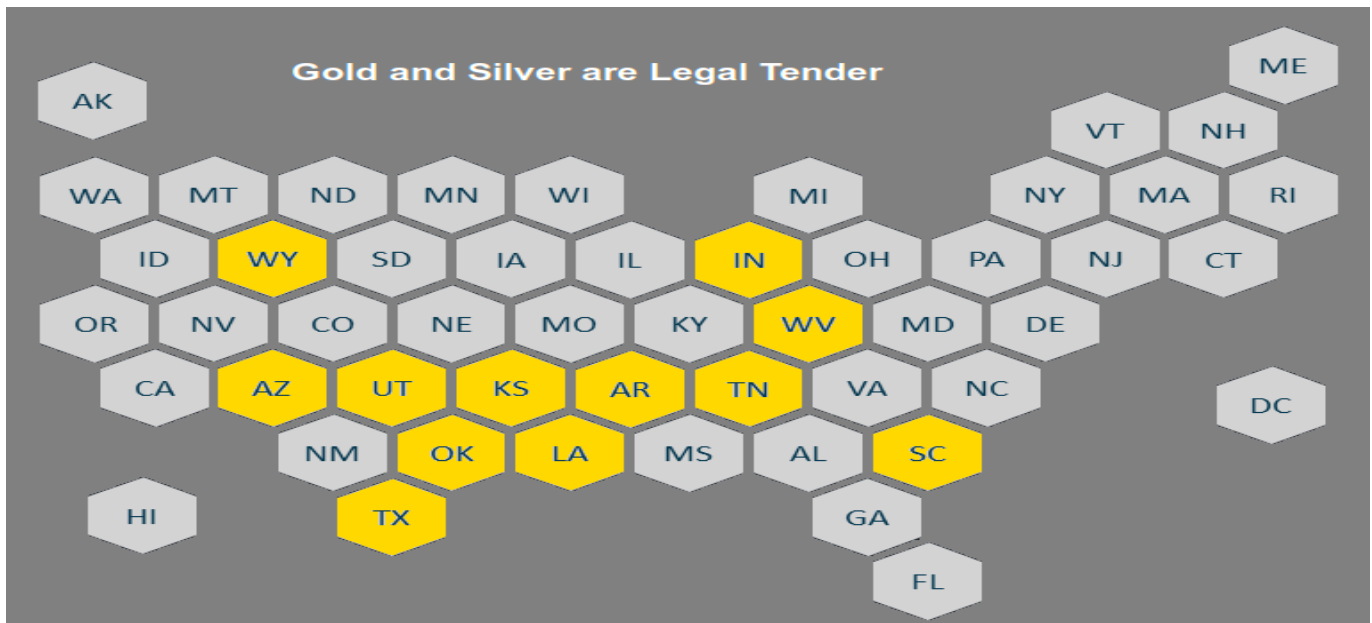 Gold and Silver are Legal Tender
ME
AK
VT NH
WA MT ND MN WI MI NY MA RI
ID WY SD IA IL IN OH PA NJ CT
OR NV CO NE MO KY WV MD DE
CA AZ UT KS AR TN VA NC
DC
NM OK LA MS AL SC
HI TX GA
FL